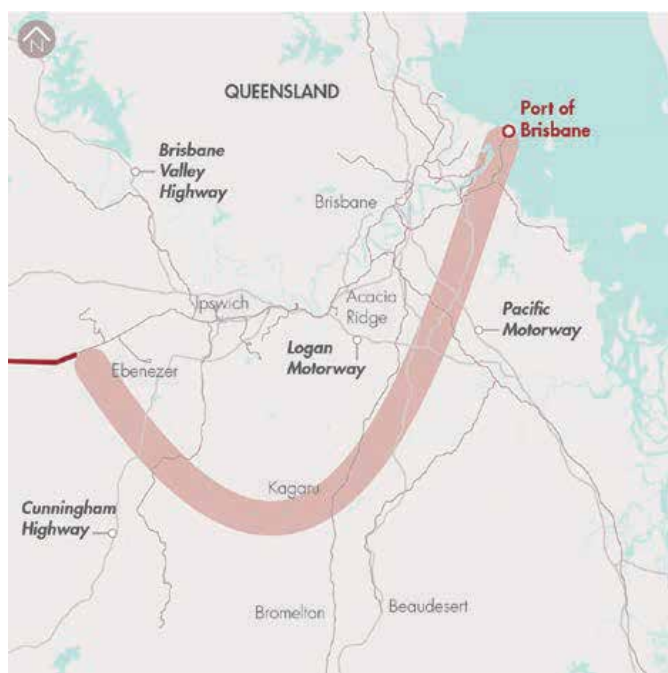 N
QUEENSLAND
Port of
Brisbane
Brisbane
Valley
Highway
Brisbane
Ipswich
Acacia
Ridge
Pacific
Motorway
Logan
Motorway
Ebenezer
Kagaru
Cunningham
Highway
Bromelton
Beaudesert